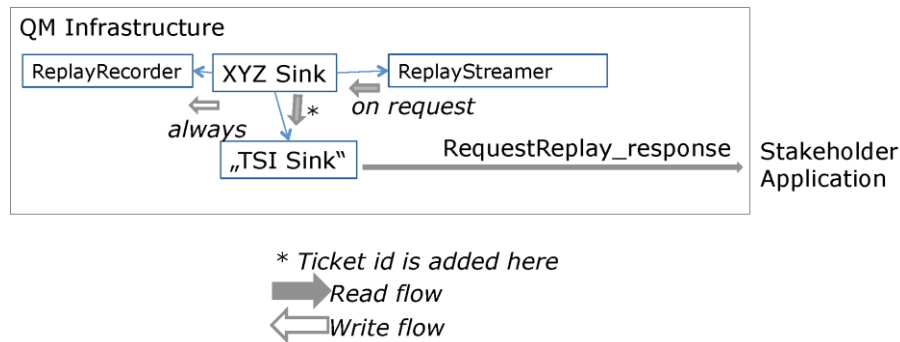 QM Infrastructure
ReplayRecorder
XYZ Sink
ReplayStreamer
always
*
on request
„TSI Sink“
RequestReplay_response
Stakeholder
Application
* Ticket id is added here
Read flow
Write flow